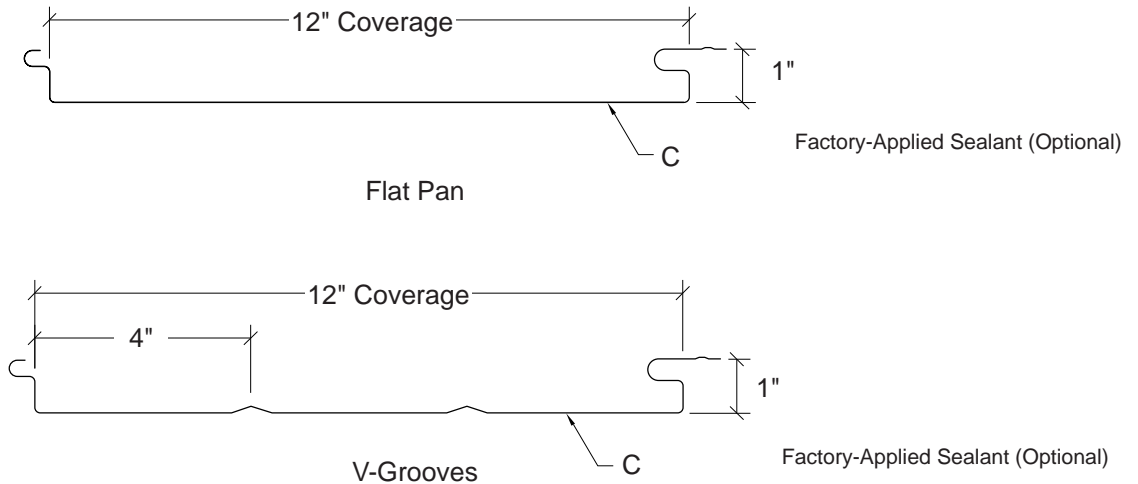 12" Coverage
1"
Factory-Applied Sealant (Optional)
C
Flat Pan
12" Coverage
4"
1"
Factory-Applied Sealant (Optional)
C
V-Grooves